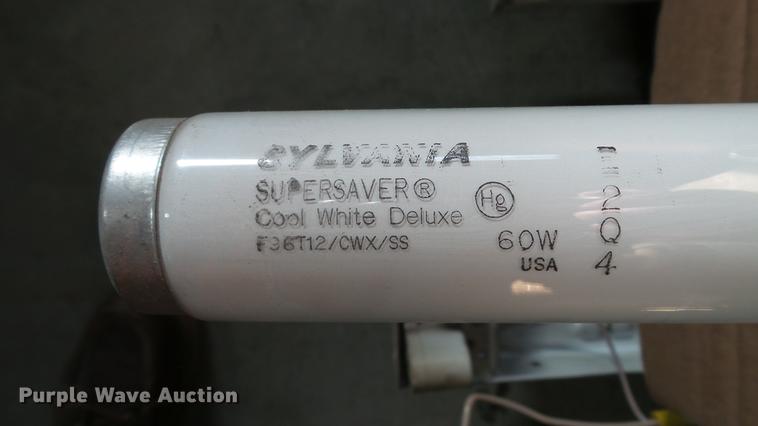 SYLVANIA
SUPERSAVER®
Cool White Deluxe
F96T12/CWX/SS
Hg
60W
USA
2
Q
4
Purple Wave Auction